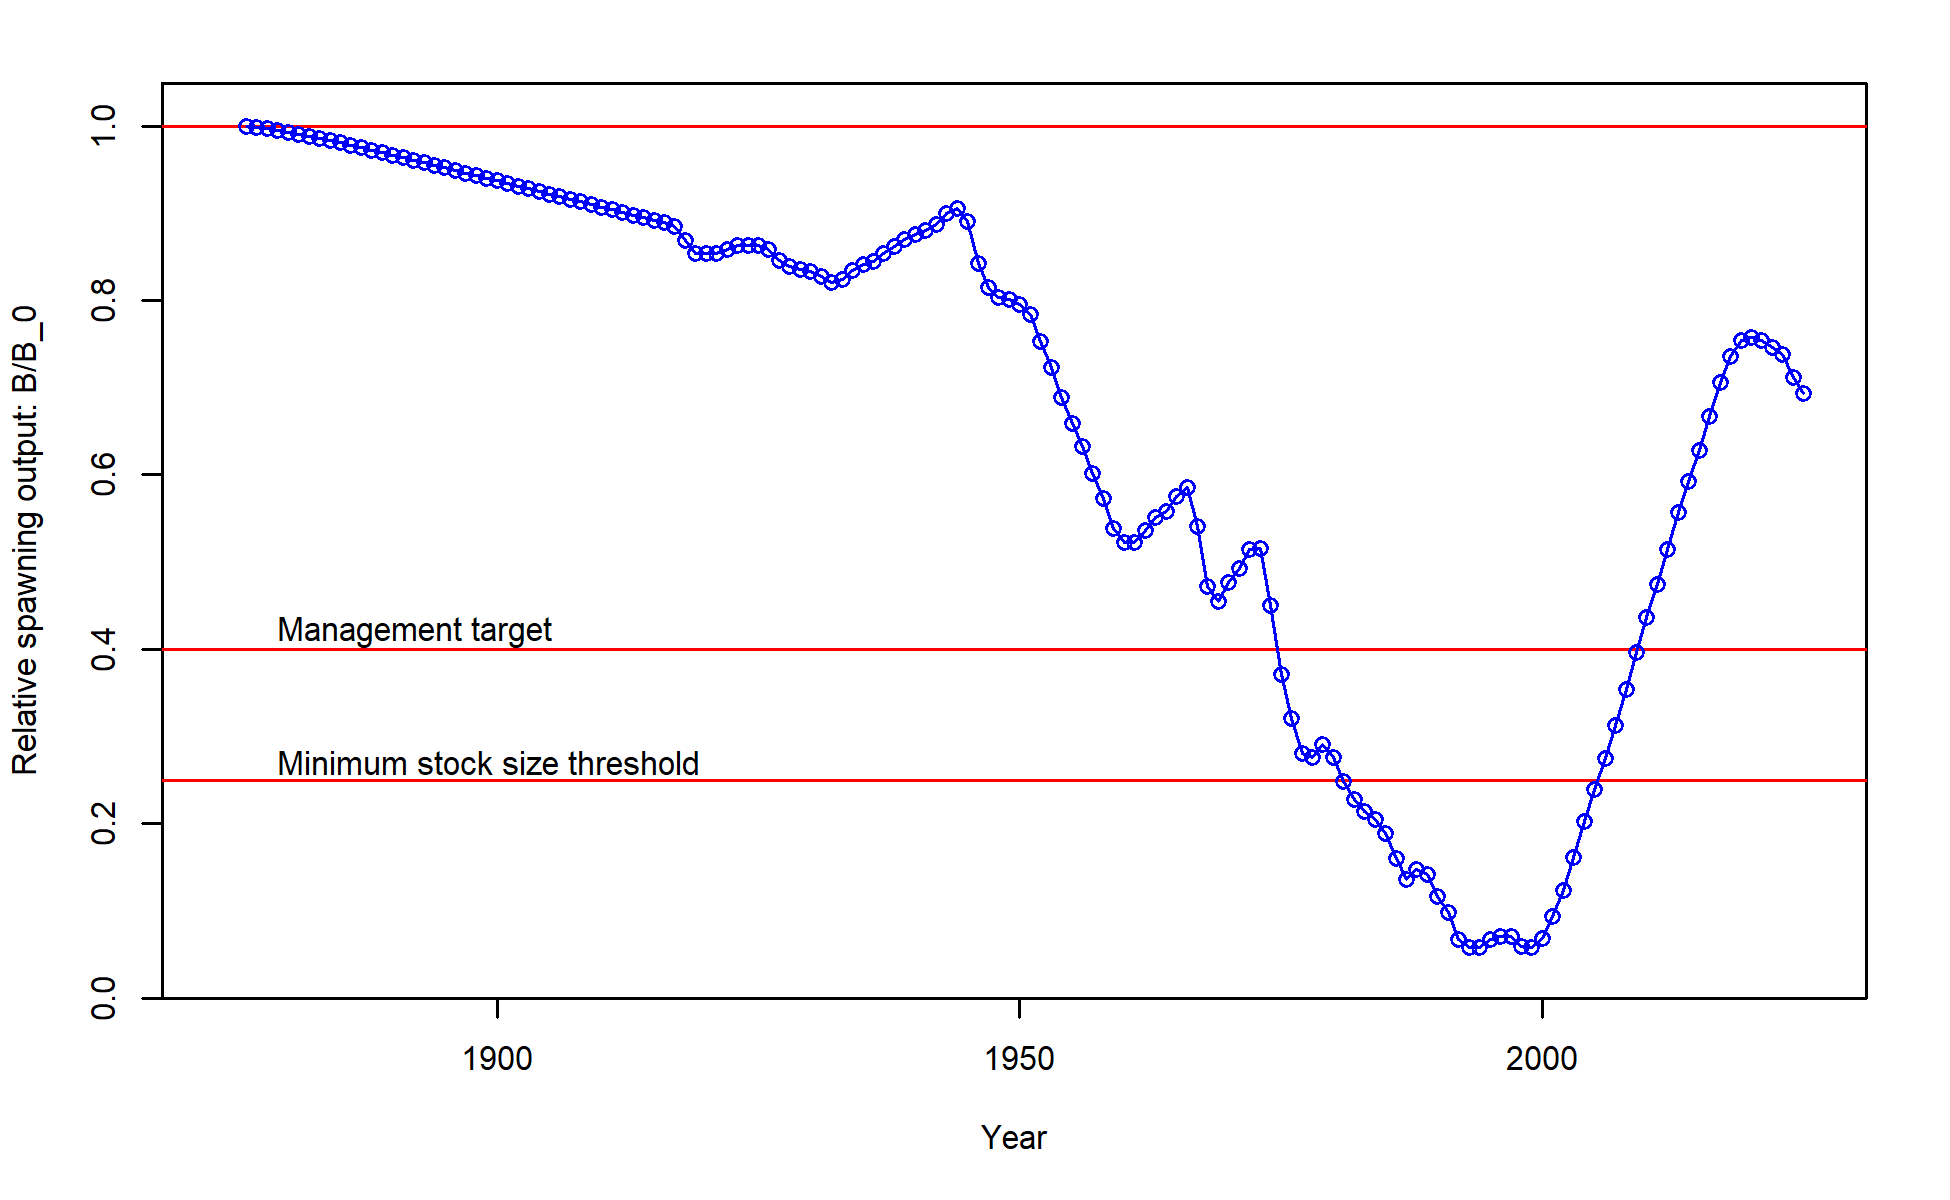 Relative spawning output: B/B_0
1.0
0.8
0.6
0.4
0.2
0.0
Management target
Minimum stock size threshold
1900 1950 2000
Year